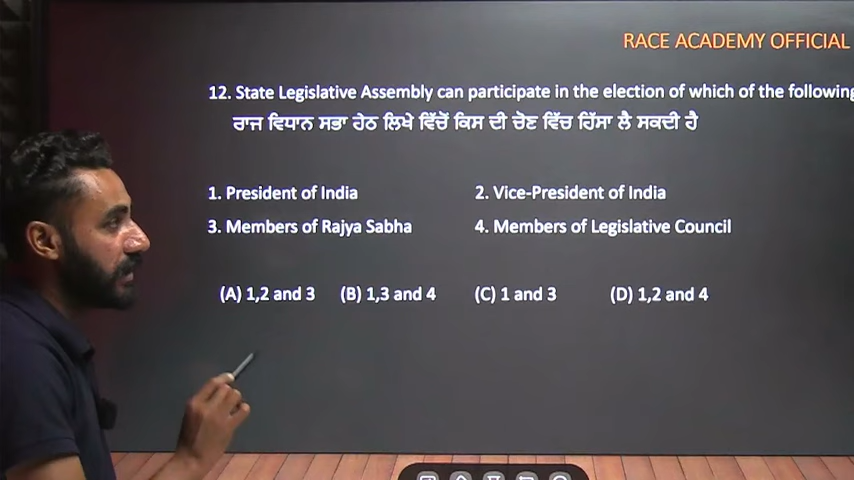 RACE ACADEMY OFFICIAL
12. State Legislative Assembly can participate in the election of which of the following
ਰਾਜ ਵਿਧਾਨ ਸਭਾ ਹੇਠ ਲਿਖੇ ਵਿੱਚੋਂ ਕਿਸ ਦੀ ਚੋਣ ਵਿੱਚ ਹਿੱਸਾ ਲੈ ਸਕਦੀ ਹੈ
1. President of India 2. Vice-President of India
3. Members of Rajya Sabha 4. Members of Legislative Council
(A) 1,2 and 3 (B) 1,3 and 4 (C) 1 and 3 (D) 1,2 and 4